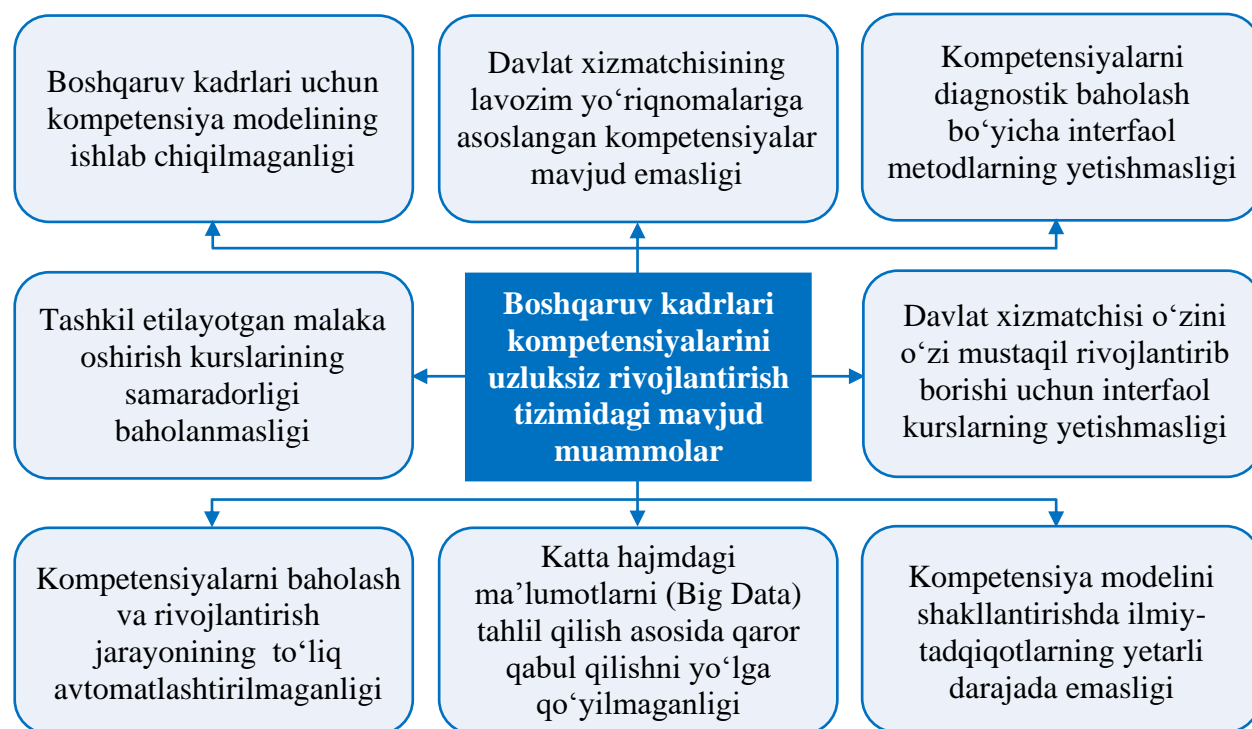 Boshqaruv kadrlari uchun
kompetensiya modelining
ishlab chiqilmaganligi
Davlat xizmatchisining
lavozim yo‘riqnomalariga
asoslangan kompetensiyalar
mavjud emasligi
Kompetensiyalarni
diagnostik baholash
bo‘yicha interfaol
metodlarning yetishmasligi
Tashkil etilayotgan malaka
oshirish kurslarining
samaradorligi
baholanmasligi
Boshqaruv kadrlari
kompetensiyalarini
uzluksiz rivojlantirish
tizimidagi mavjud
muammolar
Davlat xizmatchisi o‘zini
o‘zi mustaqil rivojlantirib
borishi uchun interfaol
kurslarning yetishmasligi
Kompetensiyalarni baholash
va rivojlantirish
jarayonining to‘liq
avtomatlashtirilmaganligi
Katta hajmdagi
ma’lumotlarni (Big Data)
tahlil qilish asosida qaror
qabul qilishni yo‘lga
qo‘yilmaganligi
Kompetensiya modelini
shakllantirishda ilmiy-
tadqiqotlarning yetarli
darajada emasligi